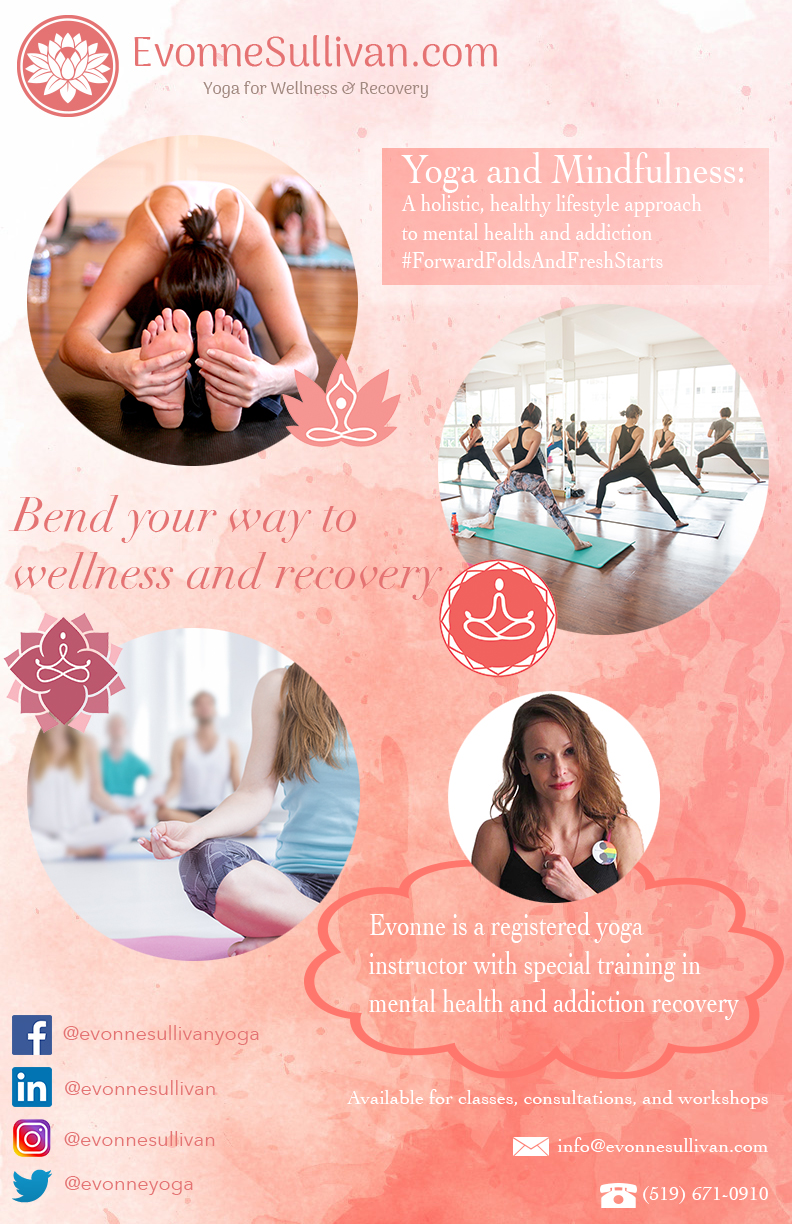 EvonneSullivan.com
Yoga for Wellness & Recovery
Yoga and Mindfulness:
A holistic, healthy lifestyle approach
to mental health and addiction
#ForwardFoldsAndFreshStarts
Bend your way to
wellness and recovery
Evonne is a registered yoga
instructor with special training in
mental health and addiction recovery
@evonnesullivanyoga
@evonnesullivan
@evonnesullivan
@evonneyoga
Available for classes, consultations, and workshops
info@evonnesullivan.com
(519) 671-0910